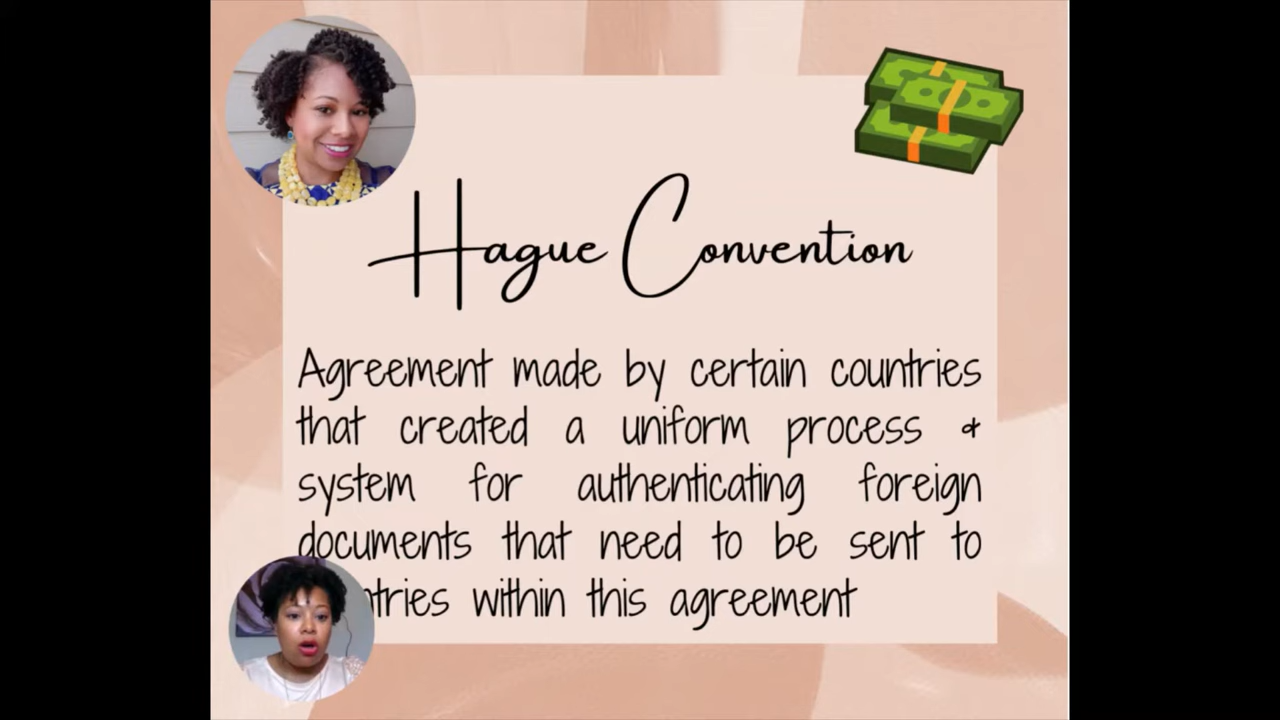 Hague Convention
Agreement made by certain countries
that created a uniform process &
system for authenticating foreign
documents that need to be sent to
within this agreement